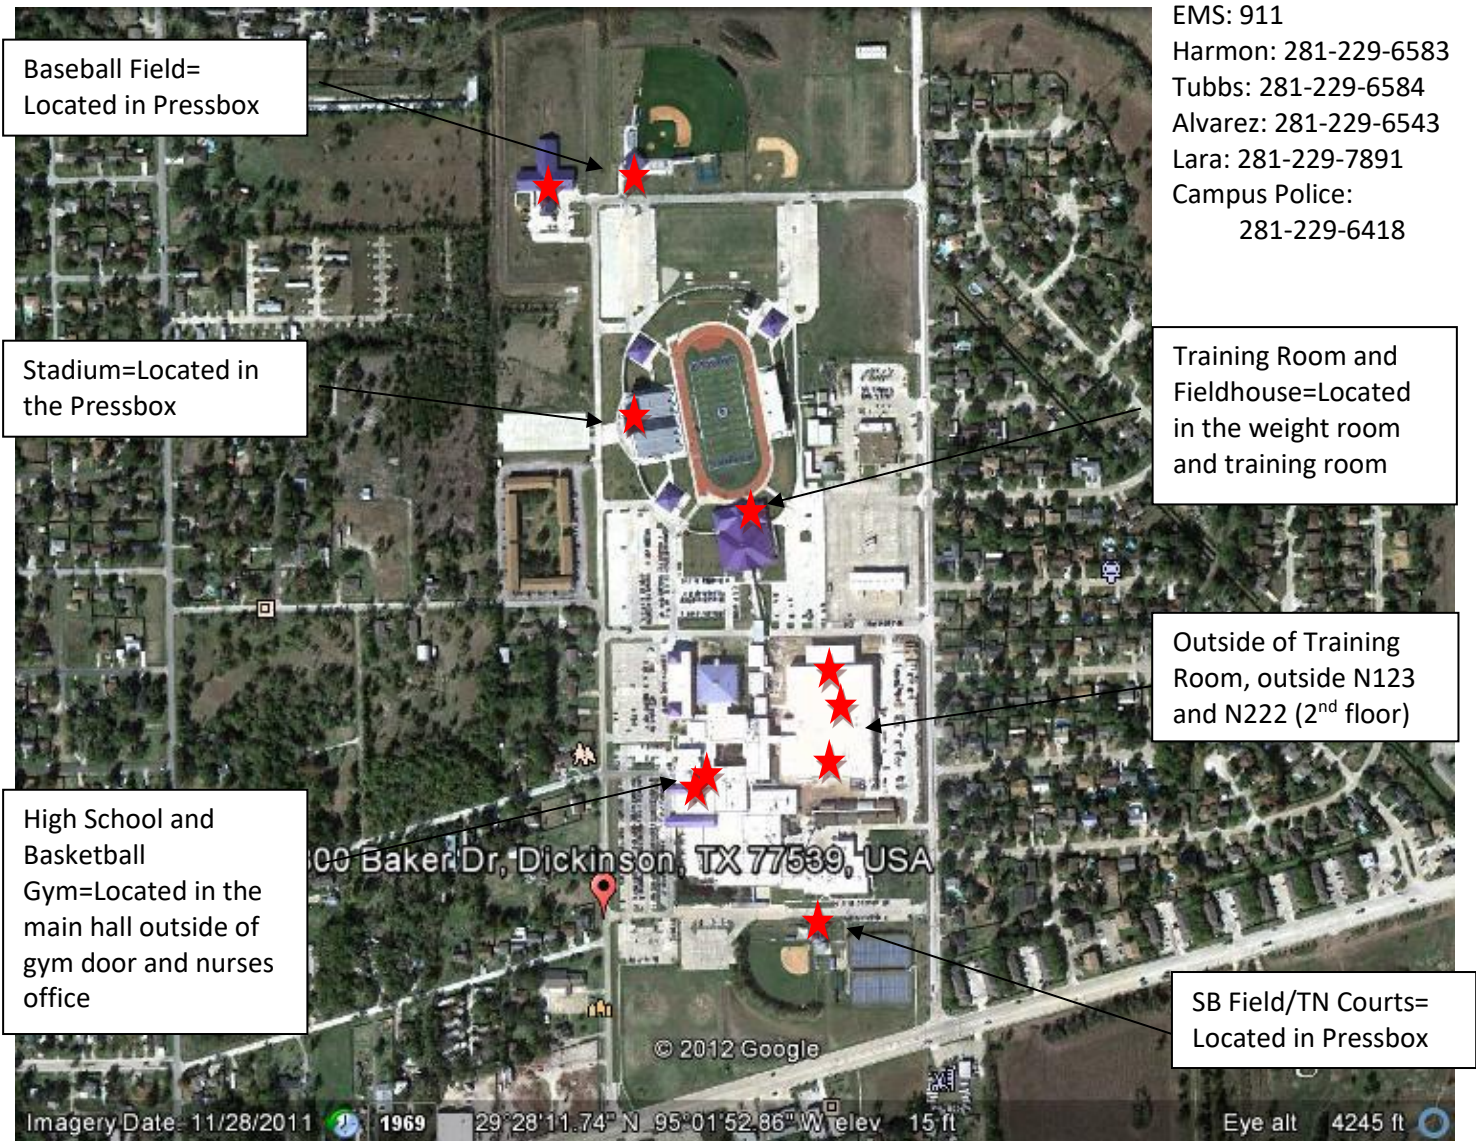 EMS: 911
Harmon: 281-229-6583
Tubbs: 281-229-6584
Alvarez: 281-229-6543
Lara: 281-229-7891
Campus Police:
281-229-6418
Baseball Field=
Located in Pressbox
Stadium=Located in
the Pressbox
Training Room and
Fieldhouse=Located
in the weight room
and training room
Outside of Training
Room, outside N123
and N222 (2nd floor)
High School and
Basketball
Gym=Located in the
main hall outside of
gym door and nurses
office
00 Baker Dr, Dickinson, TX 77539, USA
SB Field/TN Courts=
Located in Pressbox
© 2012 Google
Imagery Date: 11/28/2011 1969 29°28'11.74" N 95°01'52.86" W elev 15 ft Eye alt 4245 ft